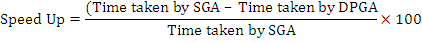 Speed Up = (Time taken by SGA − Time taken by DPGA / Time taken by SGA × 100